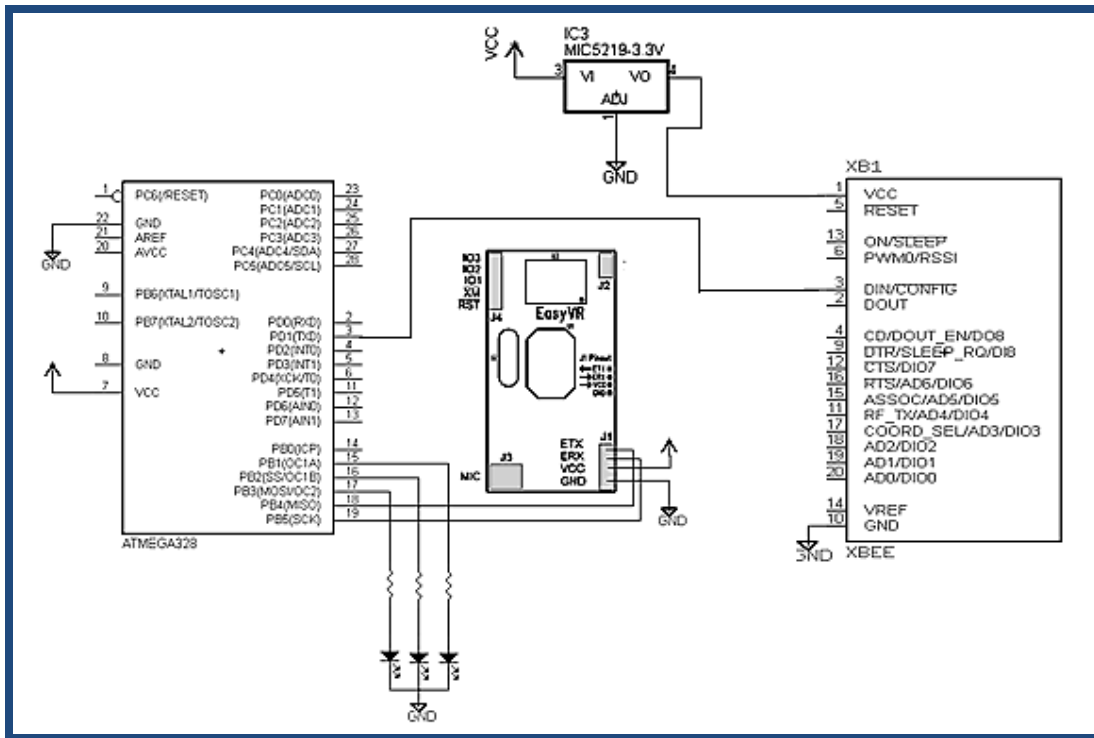 IC3
MIC5219-3.3V
VCC
3 VI VO 4
ADJ
1
GND
ATMEGA328
1 PC6(/RESET)
22 GND
21 AREF
20 AVCC
GND
9 PB6(XTAL1/TOSC1)
10 PB7(XTAL2/TOSC2)
8 GND
7 VCC
PC0(ADC0) 23
PC1(ADC1) 24
PC2(ADC2) 25
PC3(ADC3) 26
PC4(ADC4/SDA) 27
PC5(ADC5/SCL) 28
PD0(RXD) 2
PD1(TXD) 3
PD2(INT0) 4
PD3(INT1) 5
PD4(XCK/T0) 6
PD5(T1) 11
PD6(AIN0) 12
PD7(AIN1) 13
PB0(ICP) 14
PB1(OC1A) 15
PB2(SS/OC1B) 16
PB3(MOSI/OC2) 17
PB4(MISO) 18
PB5(SCK) 19
GND
IO3
IO2
IO1
XM
RST
J4
J2
EasyVR
J1 Pinout
ETX
ERX
VCC
GND
J1
J3
MIC
GND
XB1
1 VCC
5 RESET
13 ON/SLEEP
6 PWM0/RSSI
3 DIN/CONFIG
2 DOUT
4 CD/DOUT_EN/DO8
9 DTR/SLEEP_RQ/DI8
12 CTS/DIO7
16 RTS/AD6/DIO6
15 ASSOC/AD5/DIO5
11 RF_TX/AD4/DIO4
17 COORD_SEL/AD3/DIO3
18 AD2/DIO2
19 AD1/DIO1
20 AD0/DIO0
14 VREF
10 GND
GND
XBEE